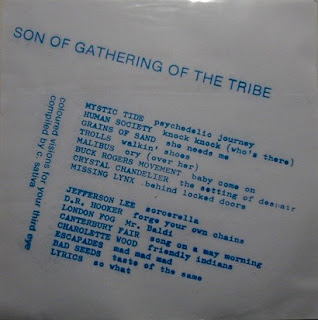 SON OF GATHERING OF THE TRIBE
MYSTIC TIDE psychedelic journey
HUMAN SOCIETY knock knock (who's there)
GRAINS OF SAND she needs me
TROLLS walkin' shoes
MALIBUS cry (over her)
BUCK ROGERS MOVEMENT baby come on
CRYSTAL CHANDELIER the setting of despair
MISSING LYNX behind locked doors
JEFFERSON LEE sorcerella
D.R. HOOKER forge your own chains
LONDON FOG Mr. Baldi
CANTERBURY FAIR song on a may morning
CHAROLETTE WOOD friendly indians
ESCAPADES mad mad mad
BAD SEEDS taste of the same
LYRICS so what
coloured visions for your third eye
compiled by c. satva